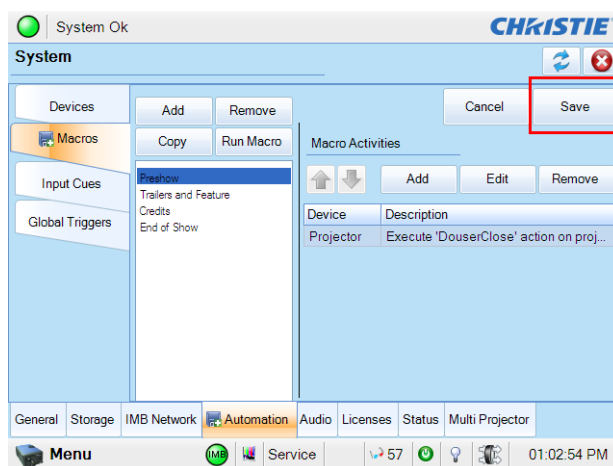 System Ok
CHRISTIE
System
Devices
Macros
Input Cues
Global Triggers
Add
Remove
Copy
Run Macro
Preshow
Trailers and Feature
Credits
End of Show
Cancel
Save
Macro Activities
Add
Edit
Remove
Device
Description
Projector
Execute 'DouserClose' action on proj...
General
Storage
IMB Network
Automation
Audio
Licenses
Status
Multi Projector
Menu
IMB
Service
57
01:02:54 PM